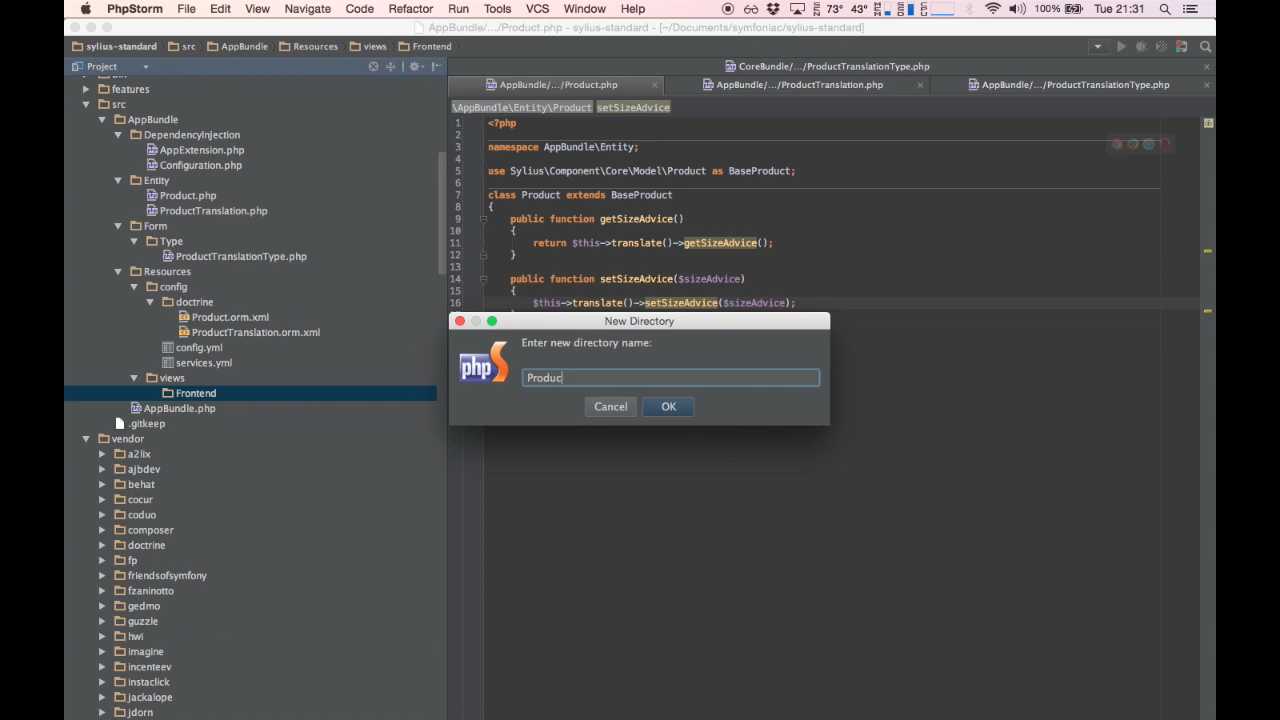 PhpStorm File Edit View Navigate Code Refactor Run Tools VCS Window Help 73° 43° 100% Tue 21:31
AppBundle/.../Product.php - sylius-standard - [~/Documents/symfoniac/sylius-standard]
sylius-standard src AppBundle Resources views Frontend
Project
CoreBundle/.../ProductTranslationType.php
AppBundle/.../Product.php AppBundle/.../ProductTranslation.php AppBundle/.../ProductTranslationType.php
\AppBundle\Entity\Product setSizeAdvice
features
src
AppBundle
DependencyInjection
AppExtension.php
Configuration.php
Entity
Product.php
ProductTranslation.php
Form
Type
ProductTranslationType.php
Resources
config
doctrine
Product.orm.xml
ProductTranslation.orm.xml
config.yml
services.yml
views
Frontend
AppBundle.php
.gitkeep
vendor
a2lix
ajbdev
behat
cocur
coduo
composer
doctrine
fp
friendsofsymfony
fzaninotto
gedmo
guzzle
hwi
imagine
incenteev
instaclick
jackalope
jdorn
1 <?php
2
3 namespace AppBundle\Entity;
4
5 use Sylius\Component\Core\Model\Product as BaseProduct;
6
7 class Product extends BaseProduct
8 {
9 public function getSizeAdvice()
10 {
11 return $this->translate()->getSizeAdvice();
12 }
13
14 public function setSizeAdvice($sizeAdvice)
15 {
16 $this->translate()->setSizeAdvice($sizeAdvice);
New Directory
Enter new directory name:
php
Produc
Cancel OK